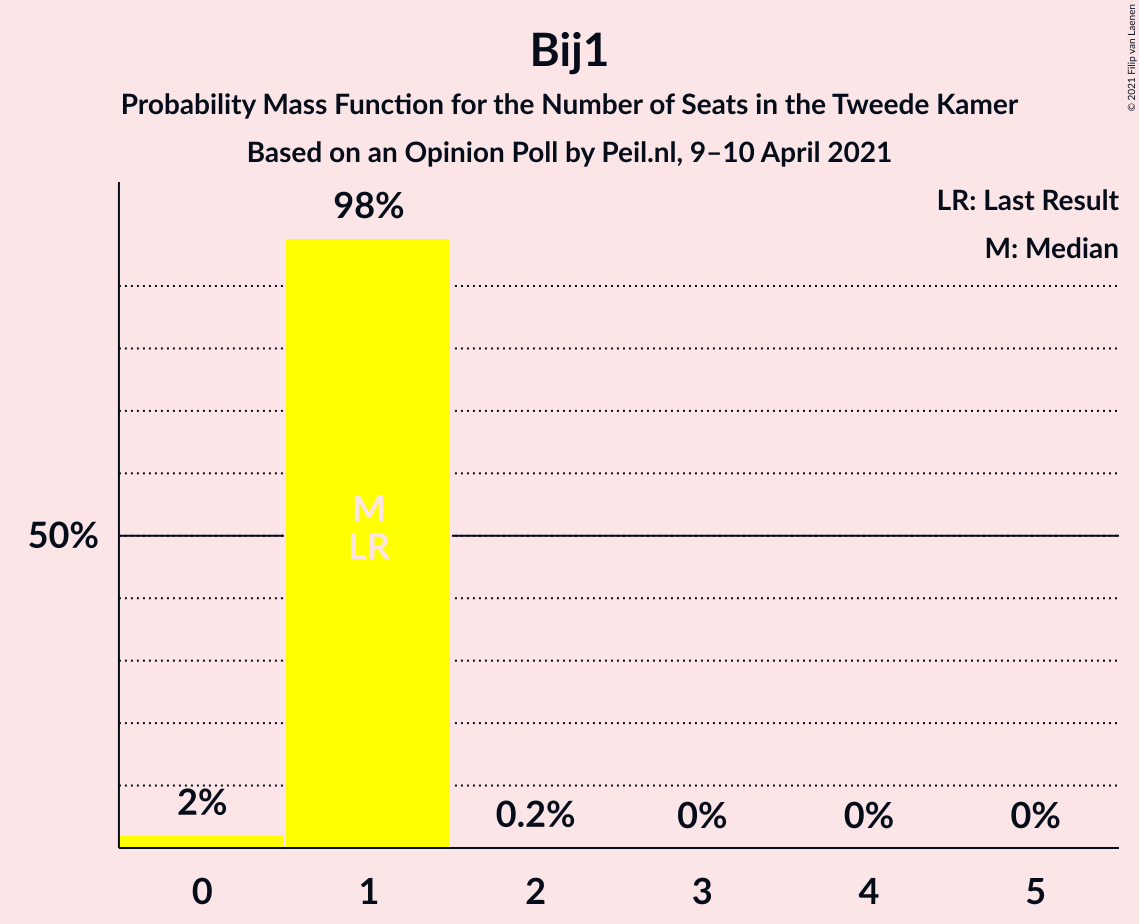 Bij1
Probability Mass Function for the Number of Seats in the Tweede Kamer
Based on an Opinion Poll by Peil.nl, 9–10 April 2021
© 2021 Filip van Laenen
LR: Last Result
M: Median
98%
M
LR
50%
2%
0.2%
0%
0%
0%
0
1
2
3
4
5